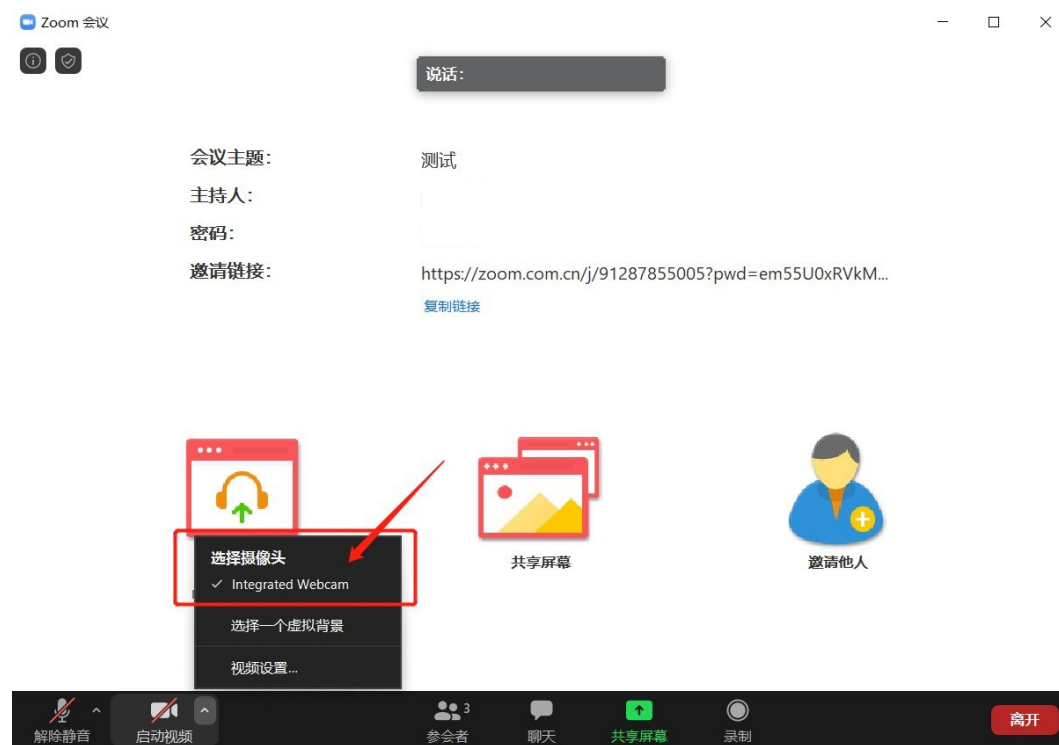 Zoom 会议
说话:
会议主题: 测试
主持人:
密码:
邀请链接: https://zoom.com.cn/j/91287855005?pwd=em55U0xRVkM...
复制链接
选择摄像头
✓ Integrated Webcam
选择一个虚拟背景
视频设置...
共享屏幕
邀请他人
解除静音
启动视频
参会者 3
聊天
共享屏幕
录制
离开